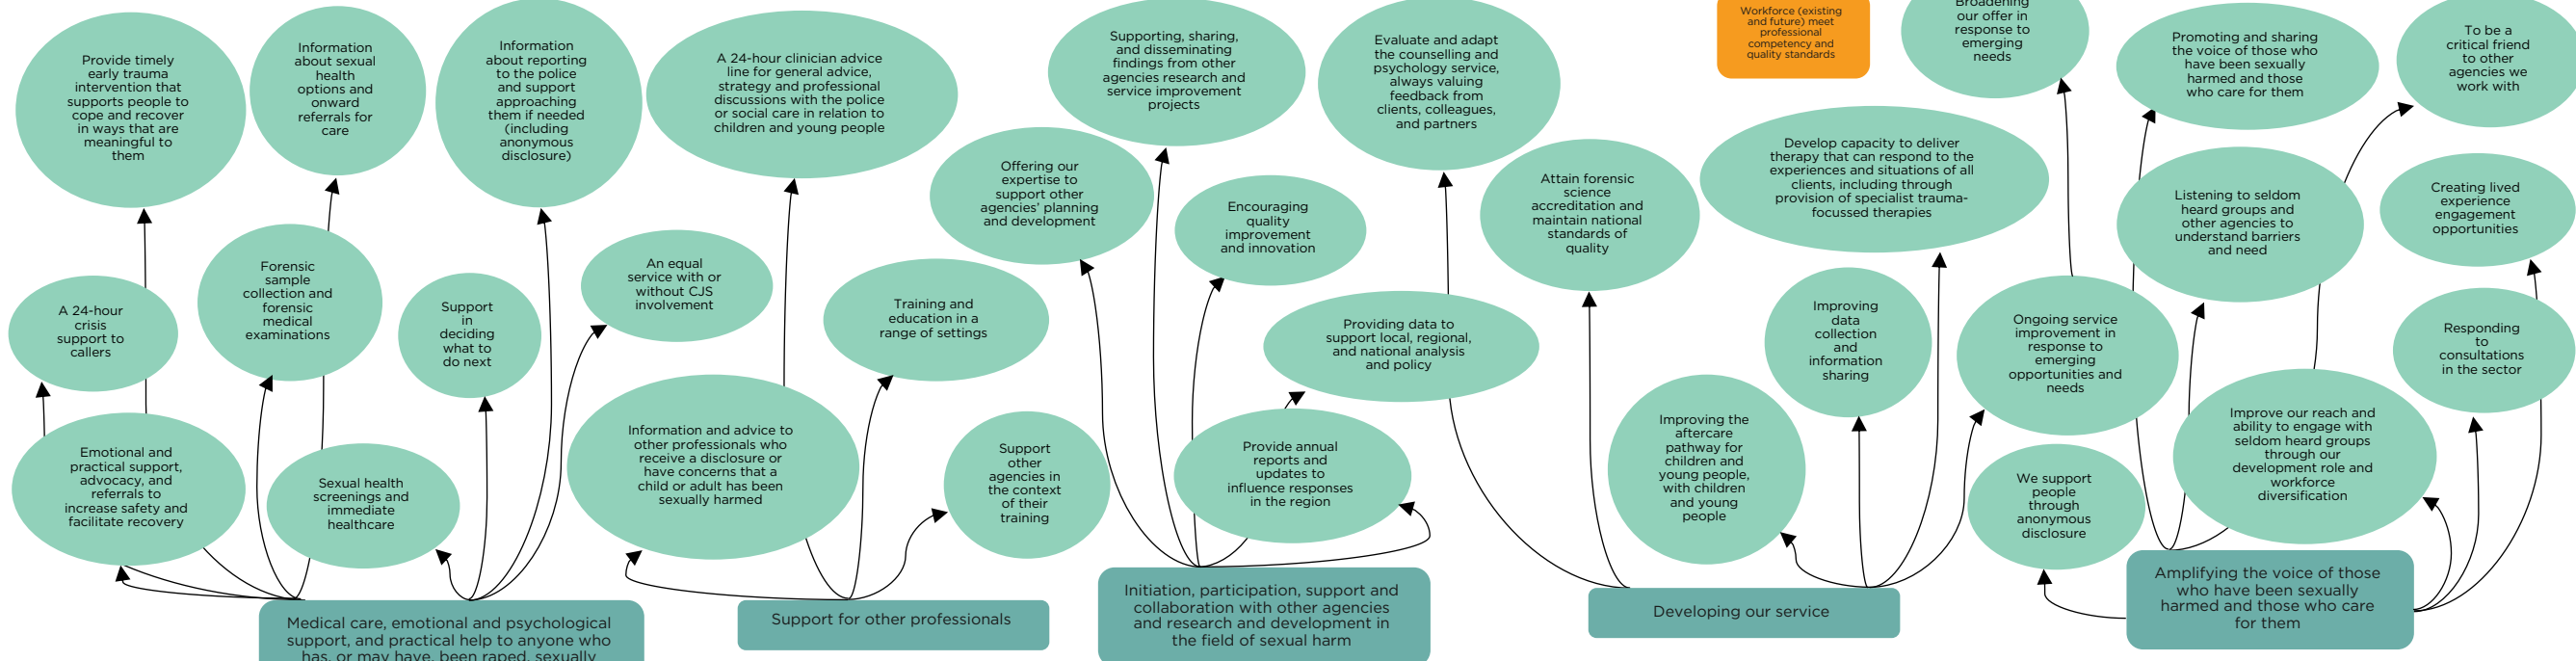 Provide timely
early trauma
intervention that
supports people to
cope and recover
in ways that are
meaningful to
them
Information
about sexual
health
options and
onward
referrals for
care
Information
about reporting
to the police
and support
approaching
them if needed
(including
anonymous
disclosure)
A 24-hour clinician advice
line for general advice,
strategy and professional
discussions with the police
or social care in relation to
children and young people
Supporting, sharing,
and disseminating
findings from other
agencies research and
service improvement
projects
Evaluate and adapt
the counselling and
psychology service,
always valuing
feedback from
clients, colleagues,
and partners
Workforce (existing
and future) meet
professional
competency and
quality standards
Broadening
our offer in
response to
emerging
needs
Promoting and sharing
the voice of those who
have been sexually
harmed and those
who care for them
To be a
critical friend
to other
agencies we
work with
Offering our
expertise to
support other
agencies' planning
and development
Encouraging
quality
improvement
and innovation
Attain forensic
science
accreditation and
maintain national
standards of
quality
Develop capacity to deliver
therapy that can respond to the
experiences and situations of all
clients, including through
provision of specialist trauma-
focussed therapies
Listening to seldom
heard groups and
other agencies to
understand barriers
and need
Creating lived
experience
engagement
opportunities
A 24-hour
crisis
support to
callers
Forensic
sample
collection and
forensic
medical
examinations
Support
in
deciding
what to
do next
An equal
service with or
without CJS
involvement
Training and
education in a
range of settings
Providing data to
support local, regional,
and national analysis
and policy
Improving
data
collection
and
information
sharing
Ongoing service
improvement in
response to
emerging
opportunities and
needs
Responding
to
consultations
in the sector
Emotional and
practical support,
advocacy, and
referrals to
increase safety and
facilitate recovery
Sexual health
screenings and
immediate
healthcare
Information and advice to
other professionals who
receive a disclosure or
have concerns that a
child or adult has been
sexually harmed
Support
other
agencies in
the context
of their
training
Provide annual
reports and
updates to
influence responses
in the region
Improving the
aftercare
pathway for
children and
young people,
with children
and young
people
We support
people
through
anonymous
disclosure
Improve our reach and
ability to engage with
seldom heard groups
through our
development role and
workforce
diversification
Medical care, emotional and psychological
support, and practical help to anyone who
has, or may have, been raped, sexually
Support for other professionals
Initiation, participation, support and
collaboration with other agencies
and research and development in
the field of sexual harm
Developing our service
Amplifying the voice of those
who have been sexually
harmed and those who care
for them